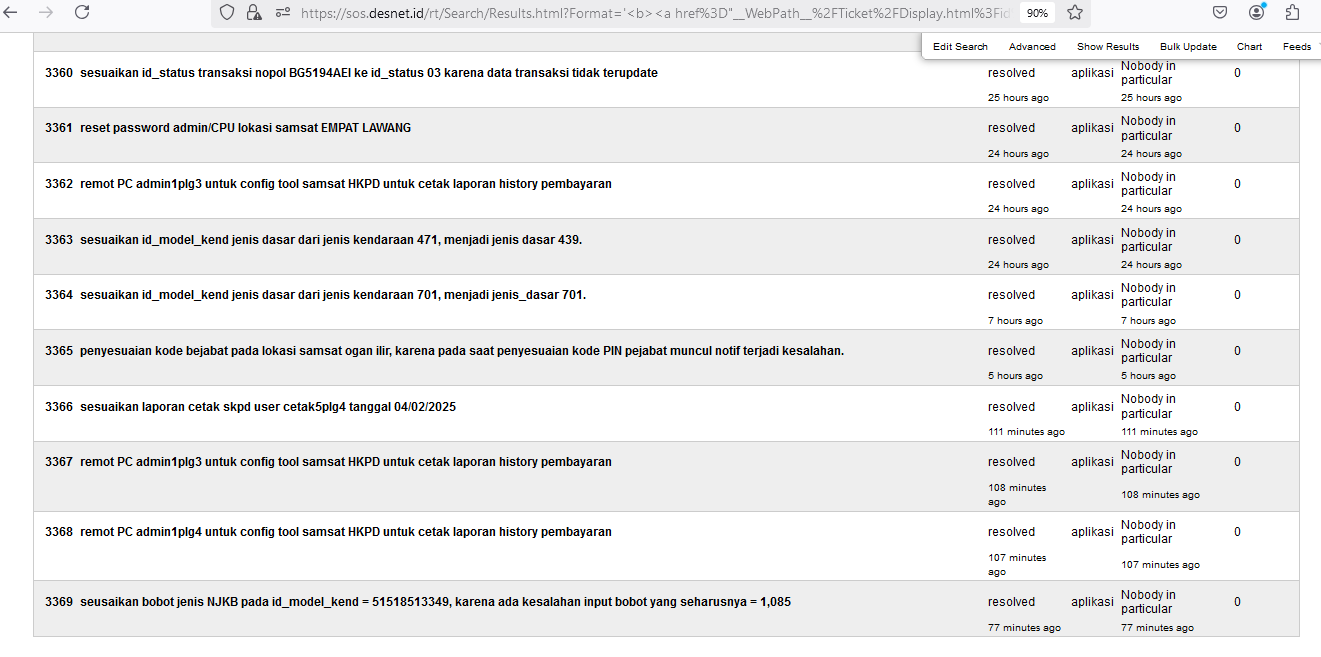 https://sos.desnet.id/rt/Search/Results.html?Format='<b><a href%3D"__WebPath__%2FTicket%2FDisplay.html%3Fid
90%
Edit Search Advanced Show Results Bulk Update Chart Feeds
3360 sesuaikan id_status transaksi nopol BG5194AEI ke id_status 03 karena data transaksi tidak terupdate resolved aplikasi Nobody in
particular 0
25 hours ago 25 hours ago
3361 reset password admin/CPU lokasi samsat EMPAT LAWANG resolved aplikasi Nobody in
particular 0
24 hours ago 24 hours ago
3362 remot PC admin1plg3 untuk config tool samsat HKPD untuk cetak laporan history pembayaran resolved aplikasi Nobody in
particular 0
24 hours ago 24 hours ago
3363 sesuaikan id_model_kend jenis dasar dari jenis kendaraan 471, menjadi jenis dasar 439. resolved aplikasi Nobody in
particular 0
24 hours ago 24 hours ago
3364 sesuaikan id_model_kend jenis dasar dari jenis kendaraan 701, menjadi jenis_dasar 701. resolved aplikasi Nobody in
particular 0
7 hours ago 7 hours ago
3365 penyesuaian kode bejabat pada lokasi samsat ogan ilir, karena pada saat penyesuaian kode PIN pejabat muncul notif terjadi kesalahan. resolved aplikasi Nobody in
particular 0
5 hours ago 5 hours ago
3366 sesuaikan laporan cetak skpd user cetak5plg4 tanggal 04/02/2025 resolved aplikasi Nobody in
particular 0
111 minutes ago 111 minutes ago
3367 remot PC admin1plg3 untuk config tool samsat HKPD untuk cetak laporan history pembayaran resolved aplikasi Nobody in
particular 0
108 minutes
ago 108 minutes ago
3368 remot PC admin1plg4 untuk config tool samsat HKPD untuk cetak laporan history pembayaran resolved aplikasi Nobody in
particular 0
107 minutes
ago 107 minutes ago
3369 seusaikan bobot jenis NJKB pada id_model_kend = 51518513349, karena ada kesalahan input bobot yang seharusnya = 1,085 resolved aplikasi Nobody in
particular 0
77 minutes ago 77 minutes ago